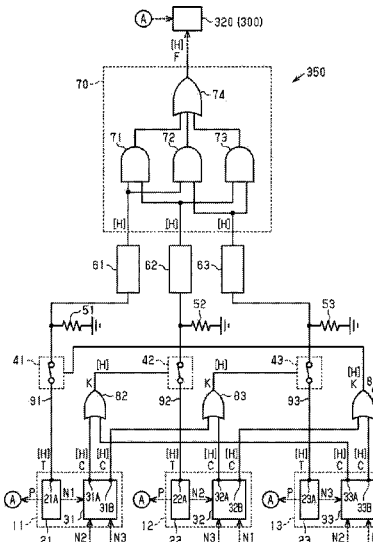 A 320 (300)
[H]
F
70 350
74
71 72 73
[H] [H] [H]
61 62 63
51 52 53
41 [H] 42 [H] 43 [H]
K K K
91 82 92 83 93
[H] [H] [H] [H] [H] [H] [H] [H] [H]
T C C T C C T C C
A P 21A N1 31A 31B A P 22A N2 32A 32B A P 23A N3 33A 33B
11 31 12 32 13 33
21 N2 N3 22 N3 N1 23